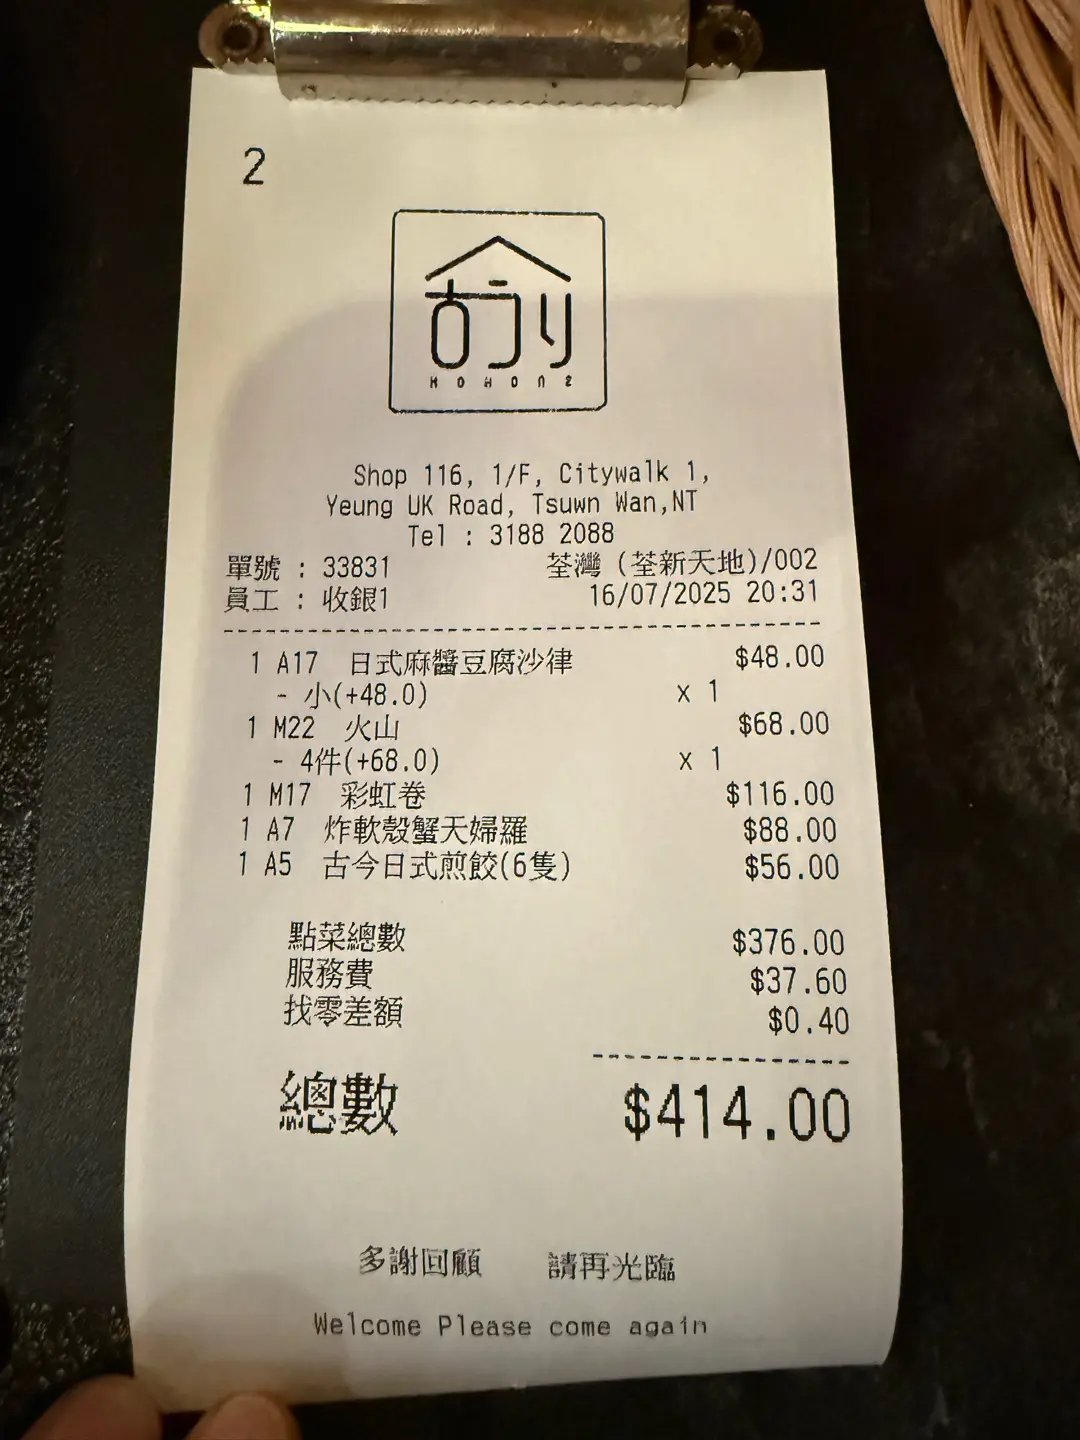 2
古今り
KOHON2
Shop 116, 1/F, Citywalk 1,
Yeung UK Road, Tsuwn Wan,NT
Tel : 3188 2088
單號 : 33831 荃灣 (荃新天地)/002
員工 : 收銀1 16/07/2025 20:31
1 A17 日式麻醬豆腐沙律 $48.00
- 小(+48.0) x 1
1 M22 火山 $68.00
- 4件(+68.0) x 1
1 M17 彩虹卷 $116.00
1 A7 炸軟殼蟹天婦羅 $88.00
1 A5 古今日式煎餃(6隻) $56.00
點菜總數 $376.00
服務費 $37.60
找零差額 $0.40
總數 $414.00
多謝回顧 請再光臨
Welcome Please come again